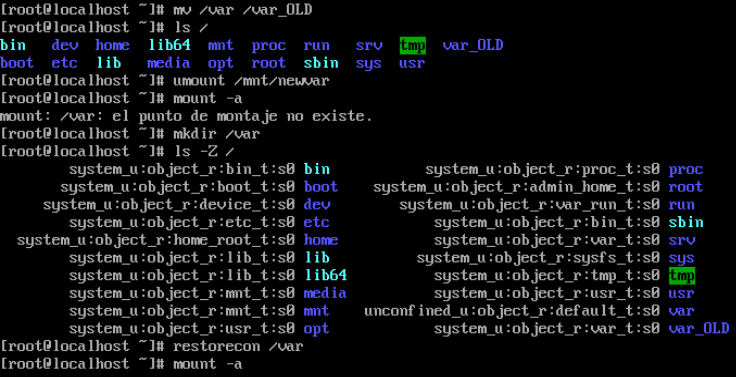 [root@localhost ~]# mv /var /var_OLD
[root@localhost ~]# ls /
bin   dev  home  lib64  mnt  proc  run   srv  tmp  var_OLD
boot  etc  lib   media  opt  root  sbin  sys  usr
[root@localhost ~]# umount /mnt/newvar
[root@localhost ~]# mount -a
mount: /var: el punto de montaje no existe.
[root@localhost ~]# mkdir /var
[root@localhost ~]# ls -Z /
system_u:object_r:bin_t:s0 bin   system_u:object_r:proc_t:s0 proc
system_u:object_r:boot_t:s0 boot   system_u:object_r:admin_home_t:s0 root
system_u:object_r:device_t:s0 dev   system_u:object_r:var_run_t:s0 run
system_u:object_r:etc_t:s0 etc   system_u:object_r:bin_t:s0 sbin
system_u:object_r:home_root_t:s0 home   system_u:object_r:var_t:s0 srv
system_u:object_r:lib_t:s0 lib   system_u:object_r:sysfs_t:s0 sys
system_u:object_r:lib_t:s0 lib64   system_u:object_r:tmp_t:s0 tmp
system_u:object_r:mnt_t:s0 media   system_u:object_r:usr_t:s0 usr
system_u:object_r:mnt_t:s0 mnt   unconfined_u:object_r:default_t:s0 var
system_u:object_r:usr_t:s0 opt   system_u:object_r:var_t:s0 var_OLD
[root@localhost ~]# restorecon /var
[root@localhost ~]# mount -a